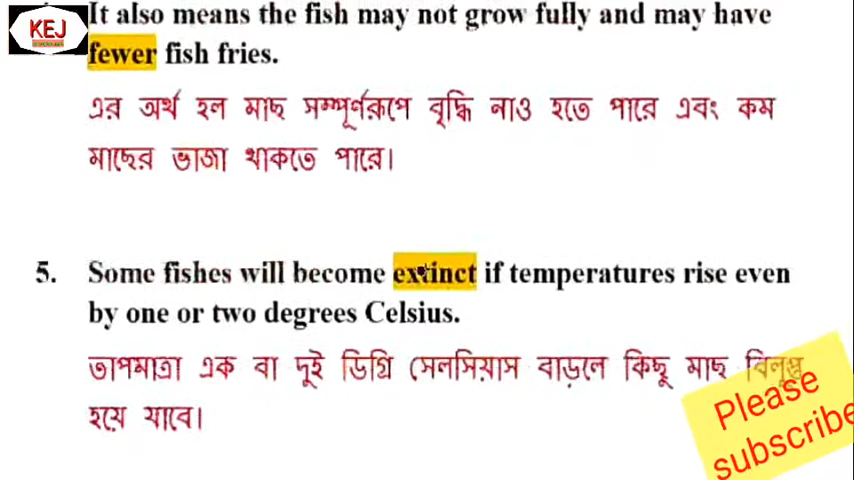 KEJ
It also means the fish may not grow fully and may have
fewer fish fries.
এর অর্থ হল মাছ সম্পূর্ণরূপে বৃদ্ধি নাও হতে পারে এবং কম
মাছের ভাজা থাকতে পারে।
5. Some fishes will become extinct if temperatures rise even
by one or two degrees Celsius.
তাপমাত্রা এক বা দুই ডিগ্রি সেলসিয়াস বাড়লে কিছু মাছ বিলুপ্ত
হয়ে যাবে।
Please
subscribe